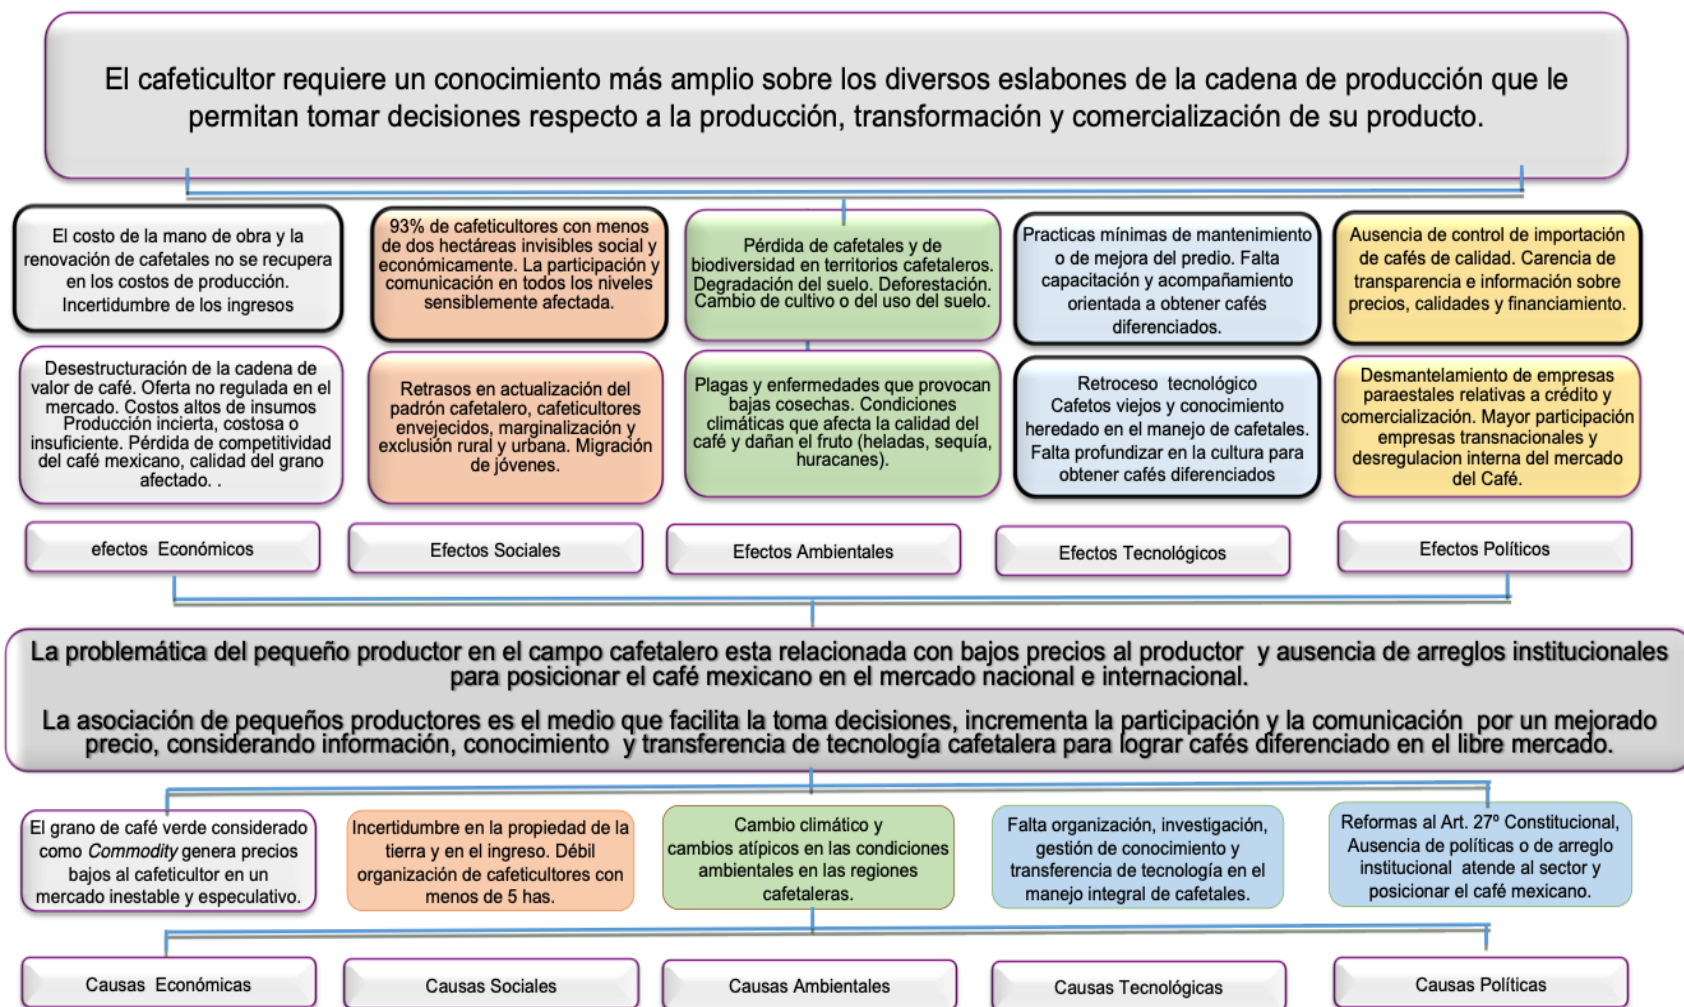 El cafeticultor requiere un conocimiento más amplio sobre los diversos eslabones de la cadena de producción que le
permitan tomar decisiones respecto a la producción, transformación y comercialización de su producto.
El costo de la mano de obra y la
renovación de cafetales no se recupera
en los costos de producción.
Incertidumbre de los ingresos
93% de cafeticultores con menos
de dos hectáreas invisibles social y
económicamente. La participación y
comunicación en todos los niveles
sensiblemente afectada.
Pérdida de cafetales y de
biodiversidad en territorios cafetaleros.
Degradación del suelo. Deforestación.
Cambio de cultivo o del uso del suelo.
Practicas mínimas de mantenimiento
o de mejora del predio. Falta
capacitación y acompañamiento
orientada a obtener cafés
diferenciados.
Ausencia de control de importación
de cafés de calidad. Carencia de
transparencia e información sobre
precios, calidades y financiamiento.
Desestructuración de la cadena de
valor de café. Oferta no regulada en el
mercado. Costos altos de insumos
Producción incierta, costosa o
insuficiente. Pérdida de competitividad
del café mexicano, calidad del grano
afectado. .
Retrasos en actualización del
padrón cafetalero, cafeticultores
envejecidos, marginalización y
exclusión rural y urbana. Migración
de jóvenes.
Plagas y enfermedades que provocan
bajas cosechas. Condiciones
climáticas que afecta la calidad del
café y dañan el fruto (heladas, sequía,
huracanes).
Retroceso tecnológico
Cafetos viejos y conocimiento
heredado en el manejo de cafetales.
Falta profundizar en la cultura para
obtener cafés diferenciados
Desmantelamiento de empresas
paraestales relativas a crédito y
comercialización. Mayor participación
empresas transnacionales y
desregulacion interna del mercado
del Café.
efectos Económicos
Efectos Sociales
Efectos Ambientales
Efectos Tecnológicos
Efectos Políticos
La problemática del pequeño productor en el campo cafetalero esta relacionada con bajos precios al productor y ausencia de arreglos institucionales
para posicionar el café mexicano en el mercado nacional e internacional.
La asociación de pequeños productores es el medio que facilita la toma decisiones, incrementa la participación y la comunicación por un mejorado
precio, considerando información, conocimiento y transferencia de tecnología cafetalera para lograr cafés diferenciado en el libre mercado.
El grano de café verde considerado
como Commodity genera precios
bajos al cafeticultor en un
mercado inestable y especulativo.
Incertidumbre en la propiedad de la
tierra y en el ingreso. Débil
organización de cafeticultores con
menos de 5 has.
Cambio climático y
cambios atípicos en las condiciones
ambientales en las regiones
cafetaleras.
Falta organización, investigación,
gestión de conocimiento y
transferencia de tecnología en el
manejo integral de cafetales.
Reformas al Art. 27º Constitucional,
Ausencia de políticas o de arreglo
institucional atende al sector y
posicionar el café mexicano.
Causas Económicas
Causas Sociales
Causas Ambientales
Causas Tecnológicas
Causas Políticas